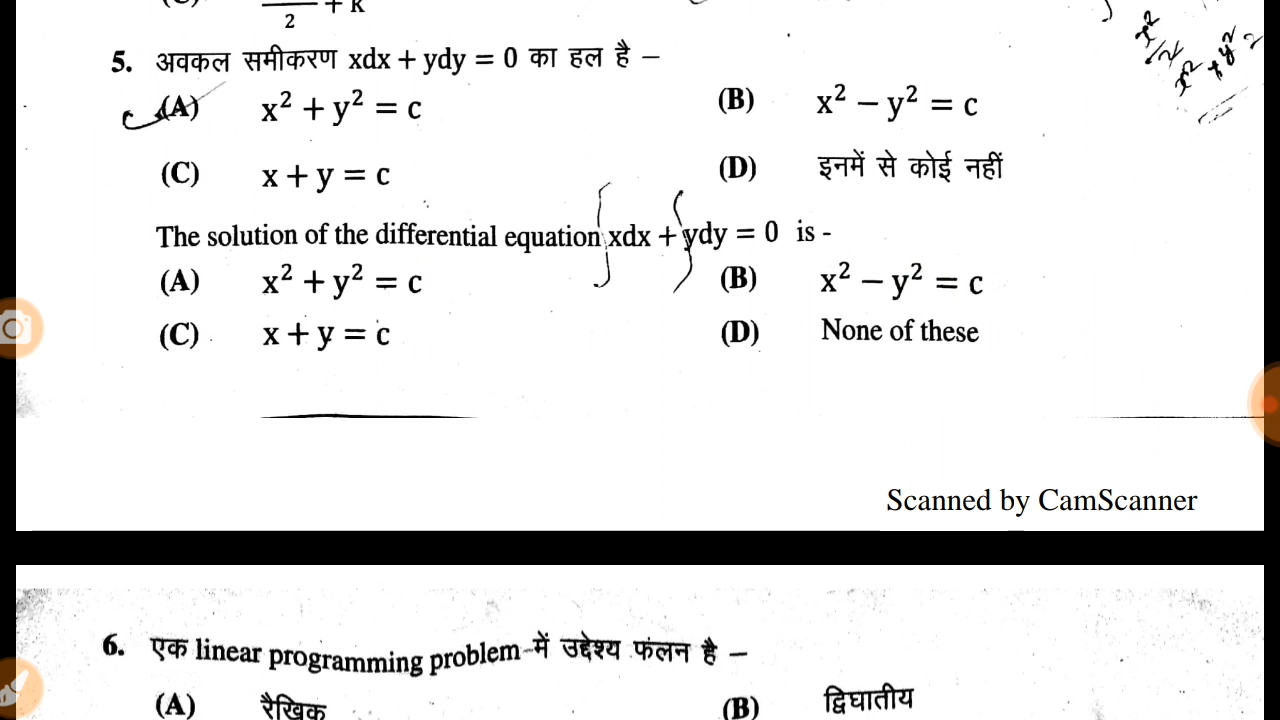 2 + k
5. अवकल समीकरण xdx + ydy = 0 का हल है –
(A) x² + y² = c (B) x² – y² = c
(C) x + y = c (D) इनमें से कोई नहीं
The solution of the differential equation xdx + ydy = 0 is -
(A) x² + y² = c (B) x² – y² = c
(C) x + y = c (D) None of these
Scanned by CamScanner
6. एक linear programming problem में उद्देश्य फंलन है –
(A) रैखिक (B) द्विघातीय